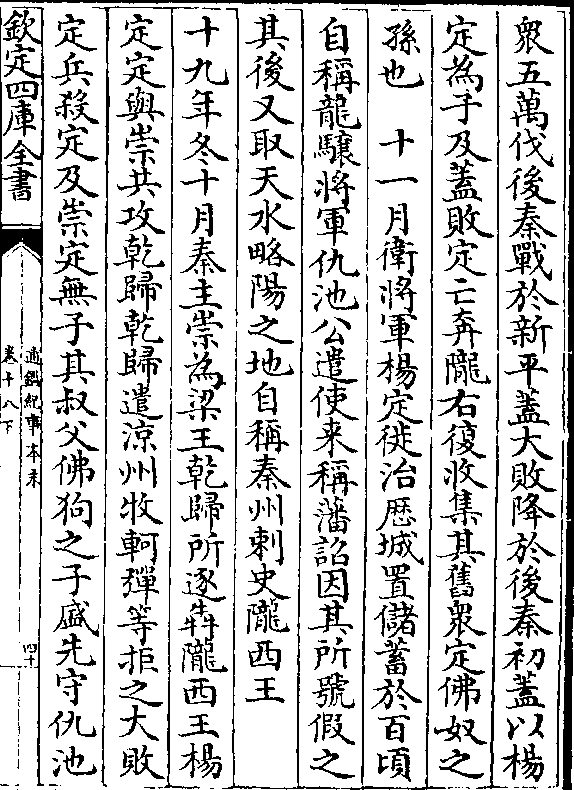 衆五萬伐後秦戰於新平蓋大敗降於後秦初蓋以楊
定為子及蓋敗定亡奔隴右復收集其舊衆定佛奴之
孫也　十一月衛將軍楊定徙治歴城置儲蓄於百頃
自稱龍驤將軍仇池公遣使来稱藩詔因其所號假之
其後又取天水略陽之地自稱秦州刺史隴西王
十九年冬十月秦主崇為梁王乾歸所逐犇隴西王楊
定定與崇共攻乾歸乾歸遣涼州牧軻彈等拒之大敗
定兵殺定及崇定無子其叔父佛狗之子盛先守仇池
欽定四庫全書
通鑑紀事本末
卷十八下
四十